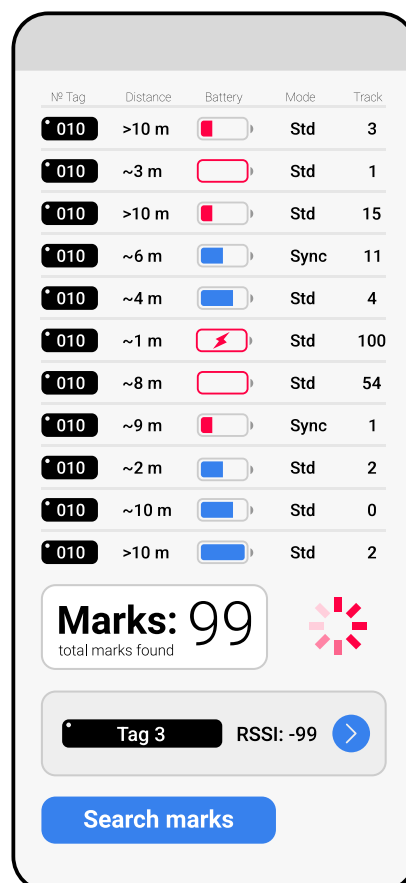 № Tag Distance Battery Mode Track
010 >10 m Std 3
010 ~3 m Std 1
010 >10 m Std 15
010 ~6 m Sync 11
010 ~4 m Std 4
010 ~1 m Std 100
010 ~8 m Std 54
010 ~9 m Sync 1
010 ~2 m Std 2
010 ~10 m Std 0
010 >10 m Std 2
Marks: 99
total marks found
Tag 3 RSSI: -99
Search marks